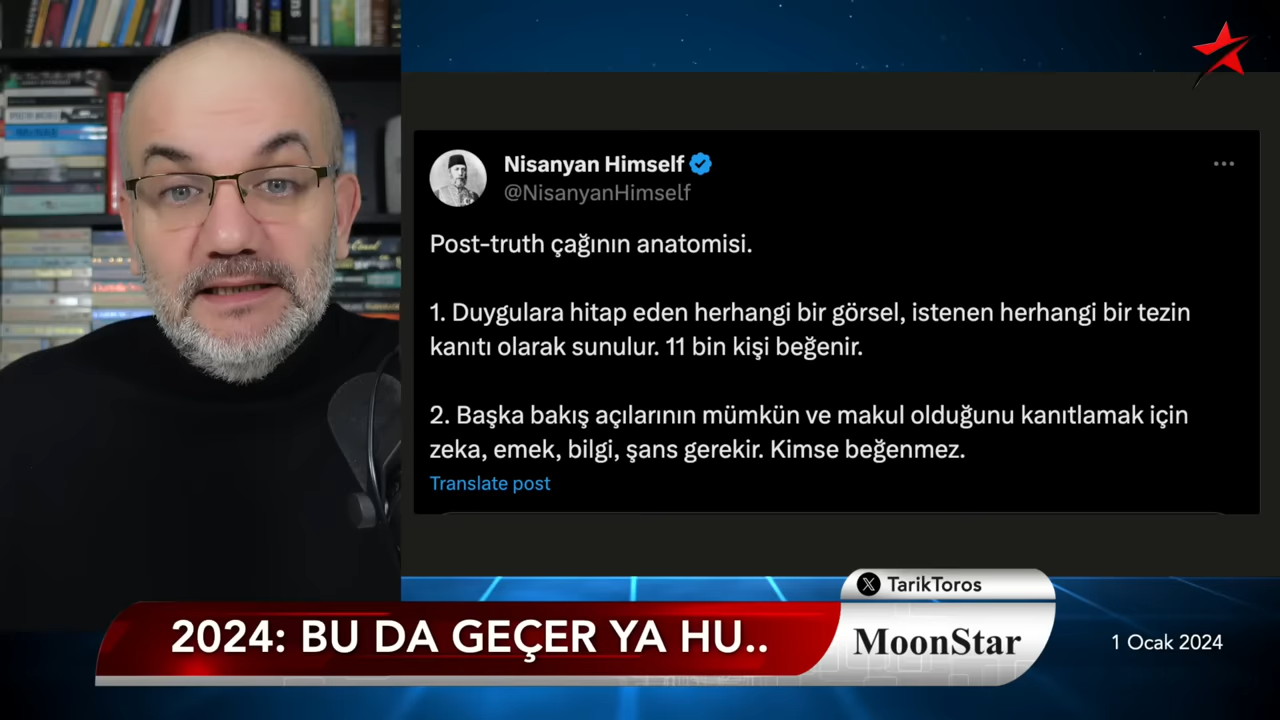 Nisanyan Himself
@NisanyanHimself
Post-truth çağının anatomisi.
1. Duygulara hitap eden herhangi bir görsel, istenen herhangi bir tezin
kanıtı olarak sunulur. 11 bin kişi beğenir.
2. Başka bakış açılarının mümkün ve makul olduğunu kanıtlamak için
zeka, emek, bilgi, şans gerekir. Kimse beğenmez.
Translate post
TarikToros
2024: BU DA GEÇER YA HU..
MoonStar
1 Ocak 2024